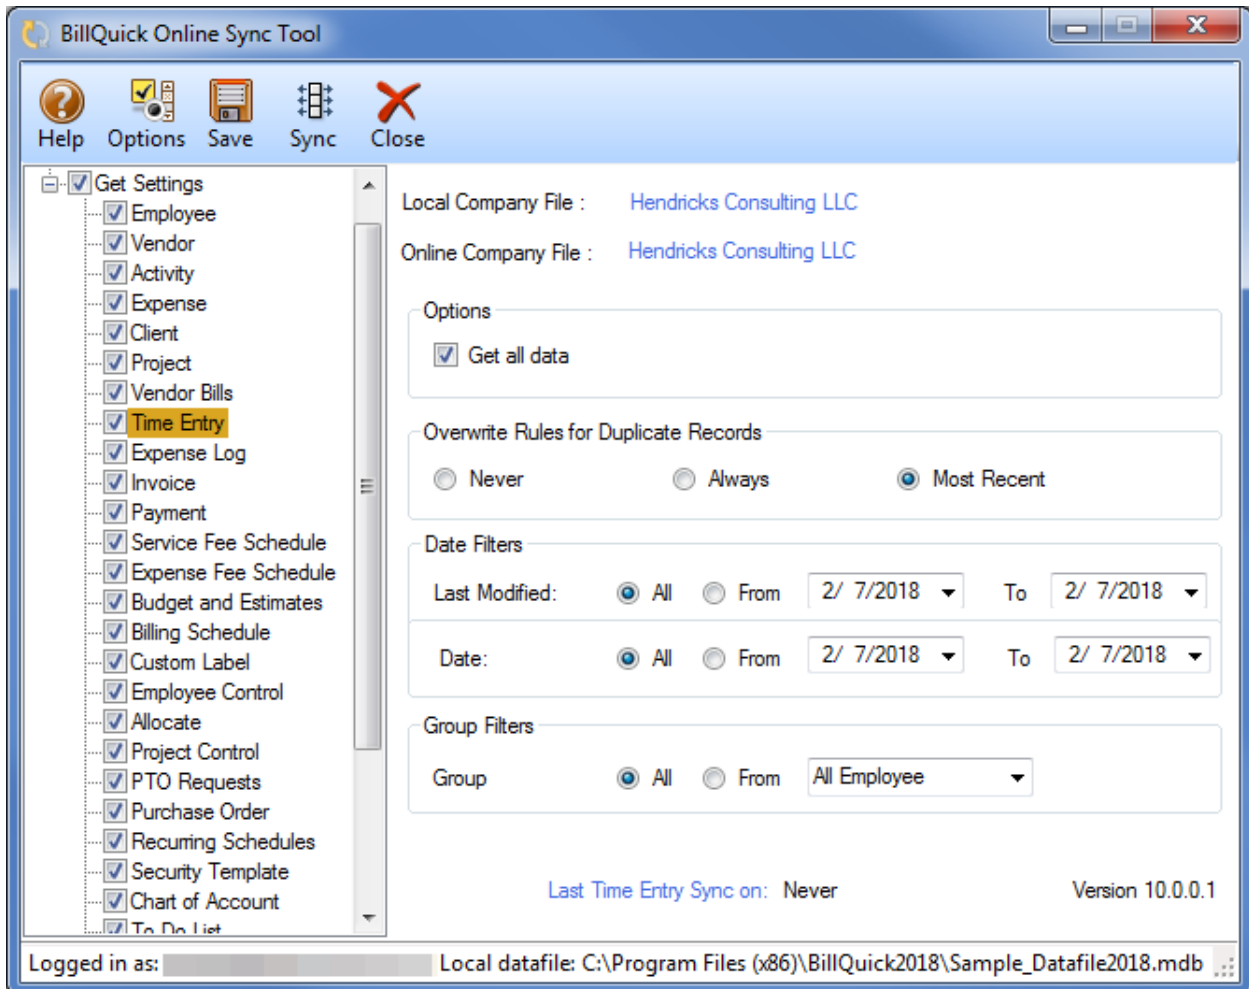 BillQuick Online Sync Tool
Help Options Save Sync Close
Get Settings
Employee
Vendor
Activity
Expense
Client
Project
Vendor Bills
Time Entry
Expense Log
Invoice
Payment
Service Fee Schedule
Expense Fee Schedule
Budget and Estimates
Billing Schedule
Custom Label
Employee Control
Allocate
Project Control
PTO Requests
Purchase Order
Recurring Schedules
Security Template
Chart of Account
To Do List
Local Company File : Hendricks Consulting LLC
Online Company File : Hendricks Consulting LLC
Options
Get all data
Overwrite Rules for Duplicate Records
Never Always Most Recent
Date Filters
Last Modified: All From 2/ 7/2018 To 2/ 7/2018
Date: All From 2/ 7/2018 To 2/ 7/2018
Group Filters
Group All From All Employee
Last Time Entry Sync on: Never Version 10.0.0.1
Logged in as: Local datafile: C:\Program Files (x86)\BillQuick2018\Sample_Datafile2018.mdb